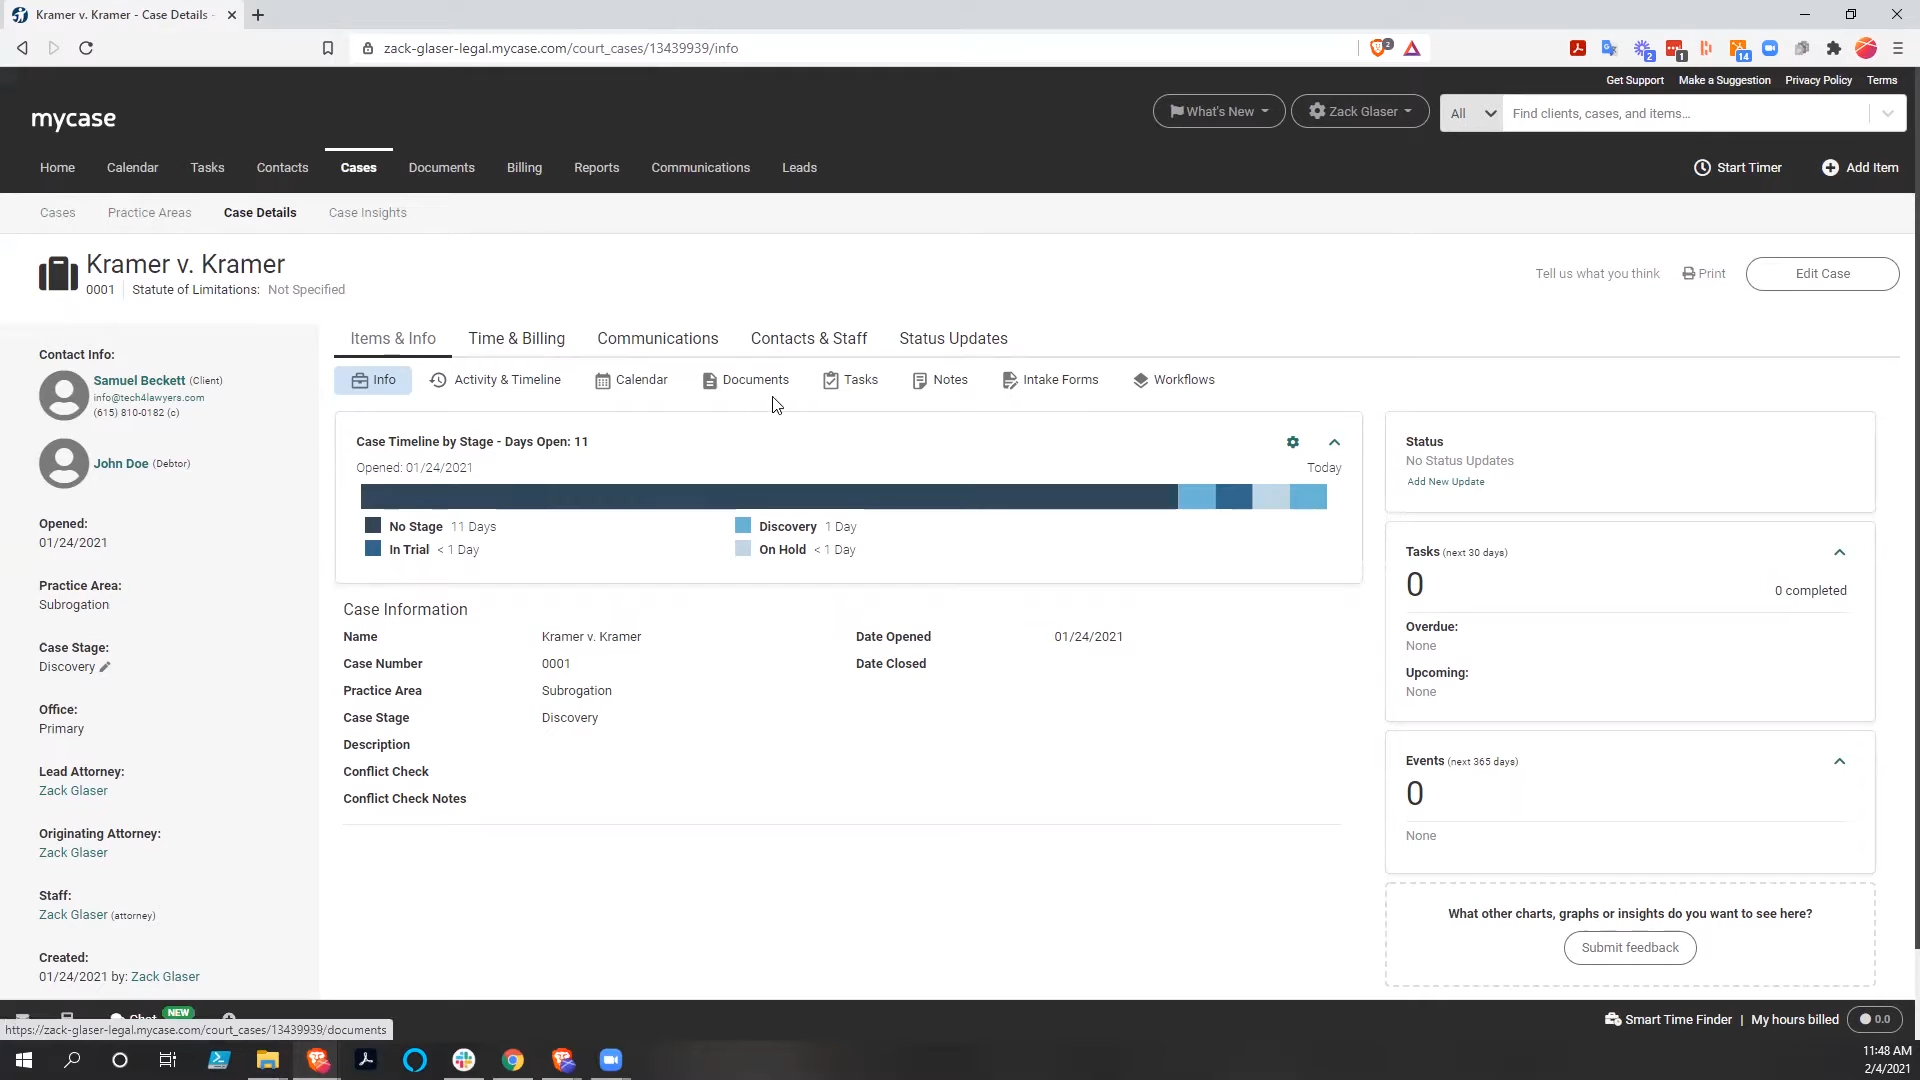 Kramer v. Kramer - Case Details -
zack-glaser-legal.mycase.com/court_cases/13439939/info
2
2
1
14
Get Support Make a Suggestion Privacy Policy Terms
mycase
What's New
Zack Glaser
All
Find clients, cases, and items...
Home Calendar Tasks Contacts Cases Documents Billing Reports Communications Leads
Start Timer
Add Item
Cases Practice Areas Case Details Case Insights
Kramer v. Kramer
0001 Statute of Limitations: Not Specified
Tell us what you think
Print
Edit Case
Contact Info:
Samuel Beckett (Client)
info@tech4lawyers.com
(615) 810-0182 (c)
John Doe (Debtor)
Opened:
01/24/2021
Practice Area:
Subrogation
Case Stage:
Discovery
Office:
Primary
Lead Attorney:
Zack Glaser
Originating Attorney:
Zack Glaser
Staff:
Zack Glaser (attorney)
Created:
01/24/2021 by: Zack Glaser
Items & Info Time & Billing Communications Contacts & Staff Status Updates
Info Activity & Timeline Calendar Documents Tasks Notes Intake Forms Workflows
Case Timeline by Stage - Days Open: 11
Opened: 01/24/2021
Today
No Stage 11 Days
Discovery 1 Day
In Trial < 1 Day
On Hold < 1 Day
Case Information
Name Kramer v. Kramer Date Opened 01/24/2021
Case Number 0001 Date Closed
Practice Area Subrogation
Case Stage Discovery
Description
Conflict Check
Conflict Check Notes
Status
No Status Updates
Add New Update
Tasks (next 30 days)
0
0 completed
Overdue:
None
Upcoming:
None
Events (next 365 days)
0
None
What other charts, graphs or insights do you want to see here?
Submit feedback
Chat NEW
Smart Time Finder | My hours billed 0.0
https://zack-glaser-legal.mycase.com/court_cases/13439939/documents
11:48 AM
2/4/2021